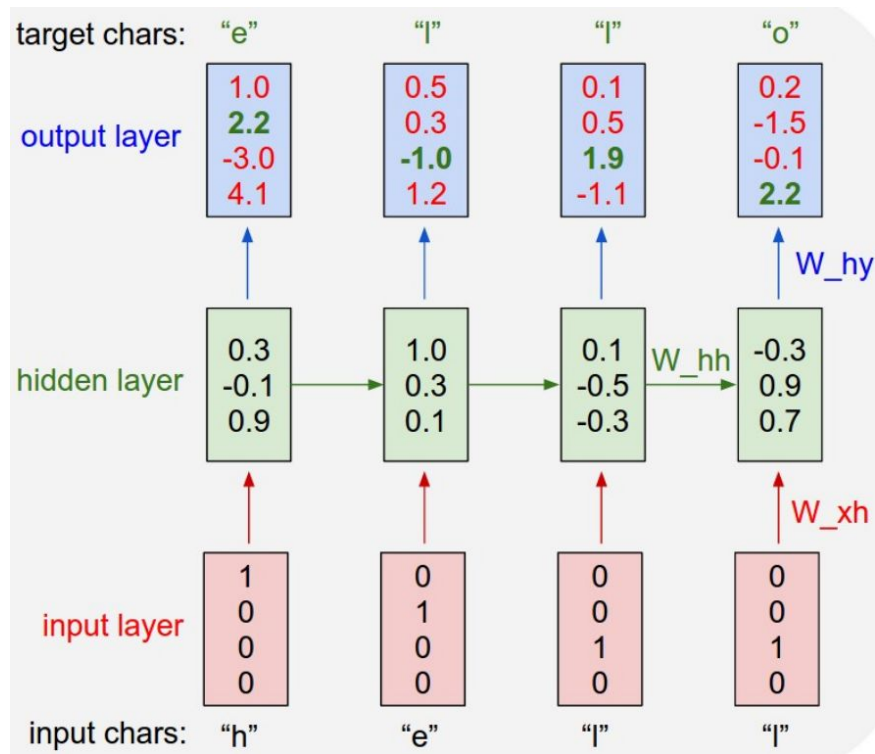 target chars: “e” “l” “l” “o”
output layer
1.0 0.5 0.1 0.2
2.2 0.3 0.5 -1.5
-3.0 -1.0 1.9 -0.1
4.1 1.2 -1.1 2.2
W_hy
hidden layer
0.3 1.0 0.1 -0.3
-0.1 0.3 -0.5 0.9
0.9 0.1 -0.3 0.7
W_hh
W_xh
input layer
1 0 0 0
0 1 0 0
0 0 1 1
0 0 0 0
input chars: “h” “e” “l” “l”